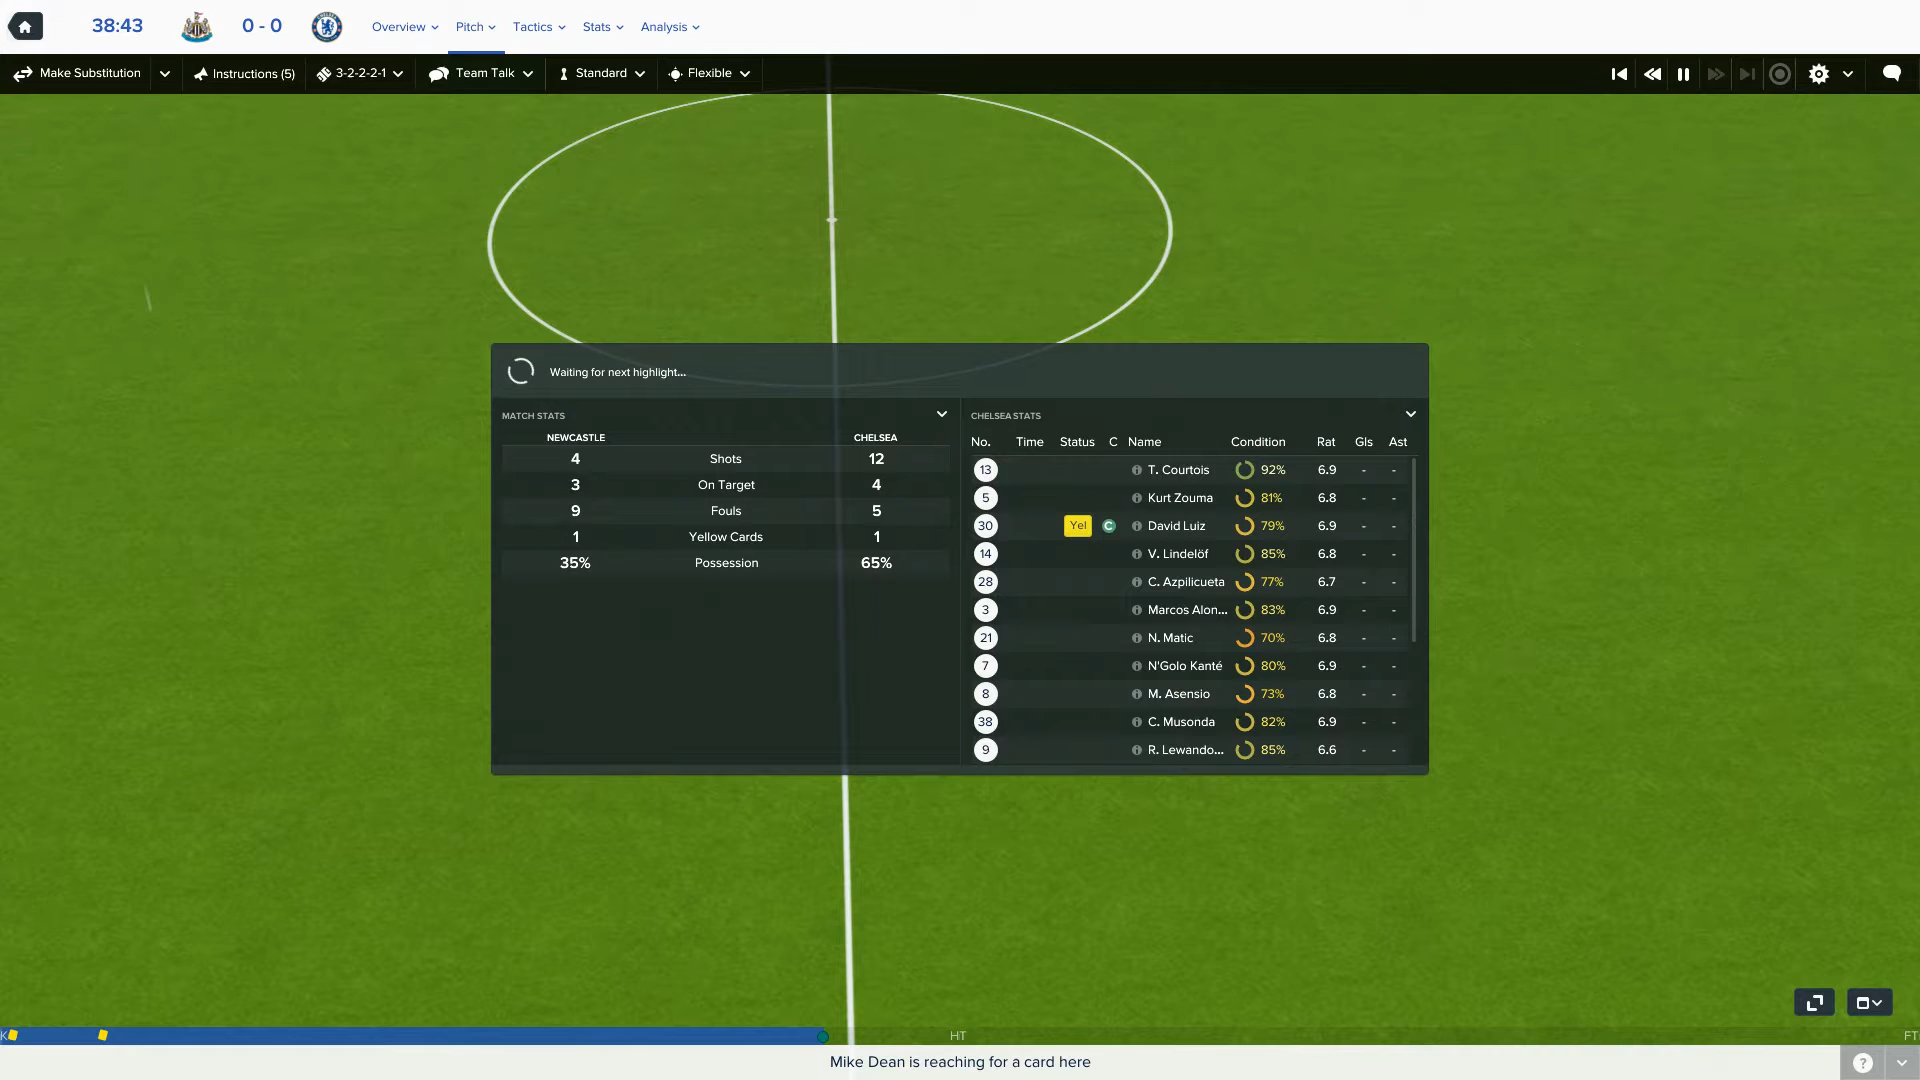 38:43 0 - 0 Overview Pitch Tactics Stats Analysis
Make Substitution Instructions (5) 3-2-2-2-1 Team Talk Standard Flexible
Waiting for next highlight...
MATCH STATS
NEWCASTLE CHELSEA
4 Shots 12
3 On Target 4
9 Fouls 5
1 Yellow Cards 1
35% Possession 65%
CHELSEA STATS
No. Time Status C Name Condition Rat Gls Ast
13 T. Courtois 92% 6.9 - -
5 Kurt Zouma 81% 6.8 - -
30 Yel C David Luiz 79% 6.9 - -
14 V. Lindelöf 85% 6.8 - -
28 C. Azpilicueta 77% 6.7 - -
3 Marcos Alon... 83% 6.9 - -
21 N. Matic 70% 6.8 - -
7 N'Golo Kanté 80% 6.9 - -
8 M. Asensio 73% 6.8 - -
38 C. Musonda 82% 6.9 - -
9 R. Lewando... 85% 6.6 - -
K HT FT
Mike Dean is reaching for a card here
?